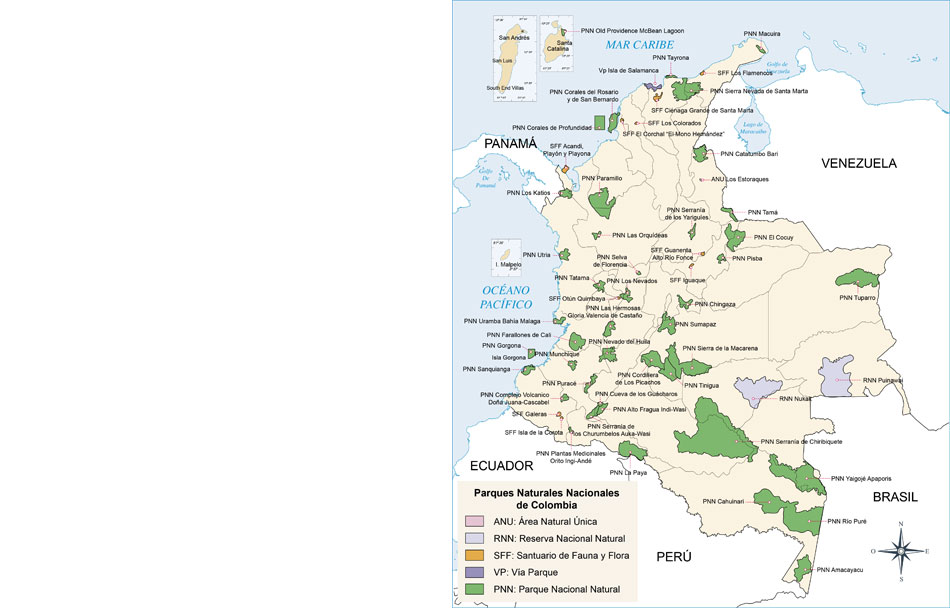 PNN Old Providence McBean Lagoon
San Andrés
Santa
Catalina
San Luis
South End Villas
MAR CARIBE
PNN Macuira
PNN Tayrona
Golfo de
Venezuela
Vp Isla de Salamanca
SFF Los Flamencos
PNN Sierra Nevada de Santa Marta
PNN Corales del Rosario
y de San Bernardo
SFF Cienaga Grande de Santa Marta
SFF Los Colorados
PNN Corales de Profundidad
SFF El Corchal "El Mono Hernández"
Lago de
Maracaibo
PANAMÁ
SFF Acandi,
Playón y Playona
PNN Catatumbo Bari
VENEZUELA
Golfo
De
Panamá
PNN Paramillo
ANU Los Estoraques
PNN Los Katios
PNN Serranía
de los Yariguíes
PNN Tamá
PNN Las Orquídeas
PNN El Cocuy
I. Malpelo
PNN Utria
PNN Selva
de Florencia
SFF Guanenta
Alto Río Fonce
PNN Pisba
PNN Tatama
PNN Los Nevados
SFF Iguaque
OCÉANO
PACÍFICO
SFF Otún Quimbaya
PNN Chingaza
PNN Tuparro
PNN Las Hermosas
Gloria Valencia de Castaño
PNN Uramba Bahía Malaga
PNN Sumapaz
PNN Farallones de Cali
PNN Nevado del Huila
PNN Gorgona
Isla Gorgona
PNN Munchique
PNN Sierra de la Macarena
PNN Sanquianga
PNN Cordillera
de Los Picachos
PNN Puracé
PNN Tinigua
RNN Puinawai
PNN Cueva de los Guácharos
PNN Complejo Volcanico
Doña Juana-Cascabel
RNN Nukak
PNN Alto Fragua Indi-Wasi
SFF Galeras
PNN Serranía de
los Churumbelos Auka-Wasi
SFF Isla de la Corota
PNN Serranía de Chiribiquete
PNN Plantas Medicinales
Orito Ingi-Andé
ECUADOR
PNN La Paya
PNN Yaigojé Apaporis
Parques Naturales Nacionales
de Colombia
ANU: Área Natural Única
RNN: Reserva Nacional Natural
SFF: Santuario de Fauna y Flora
VP: Vía Parque
PNN: Parque Nacional Natural
PNN Cahuinari
BRASIL
PNN Río Puré
PERÚ
PNN Amacayacu
N
O
E
S